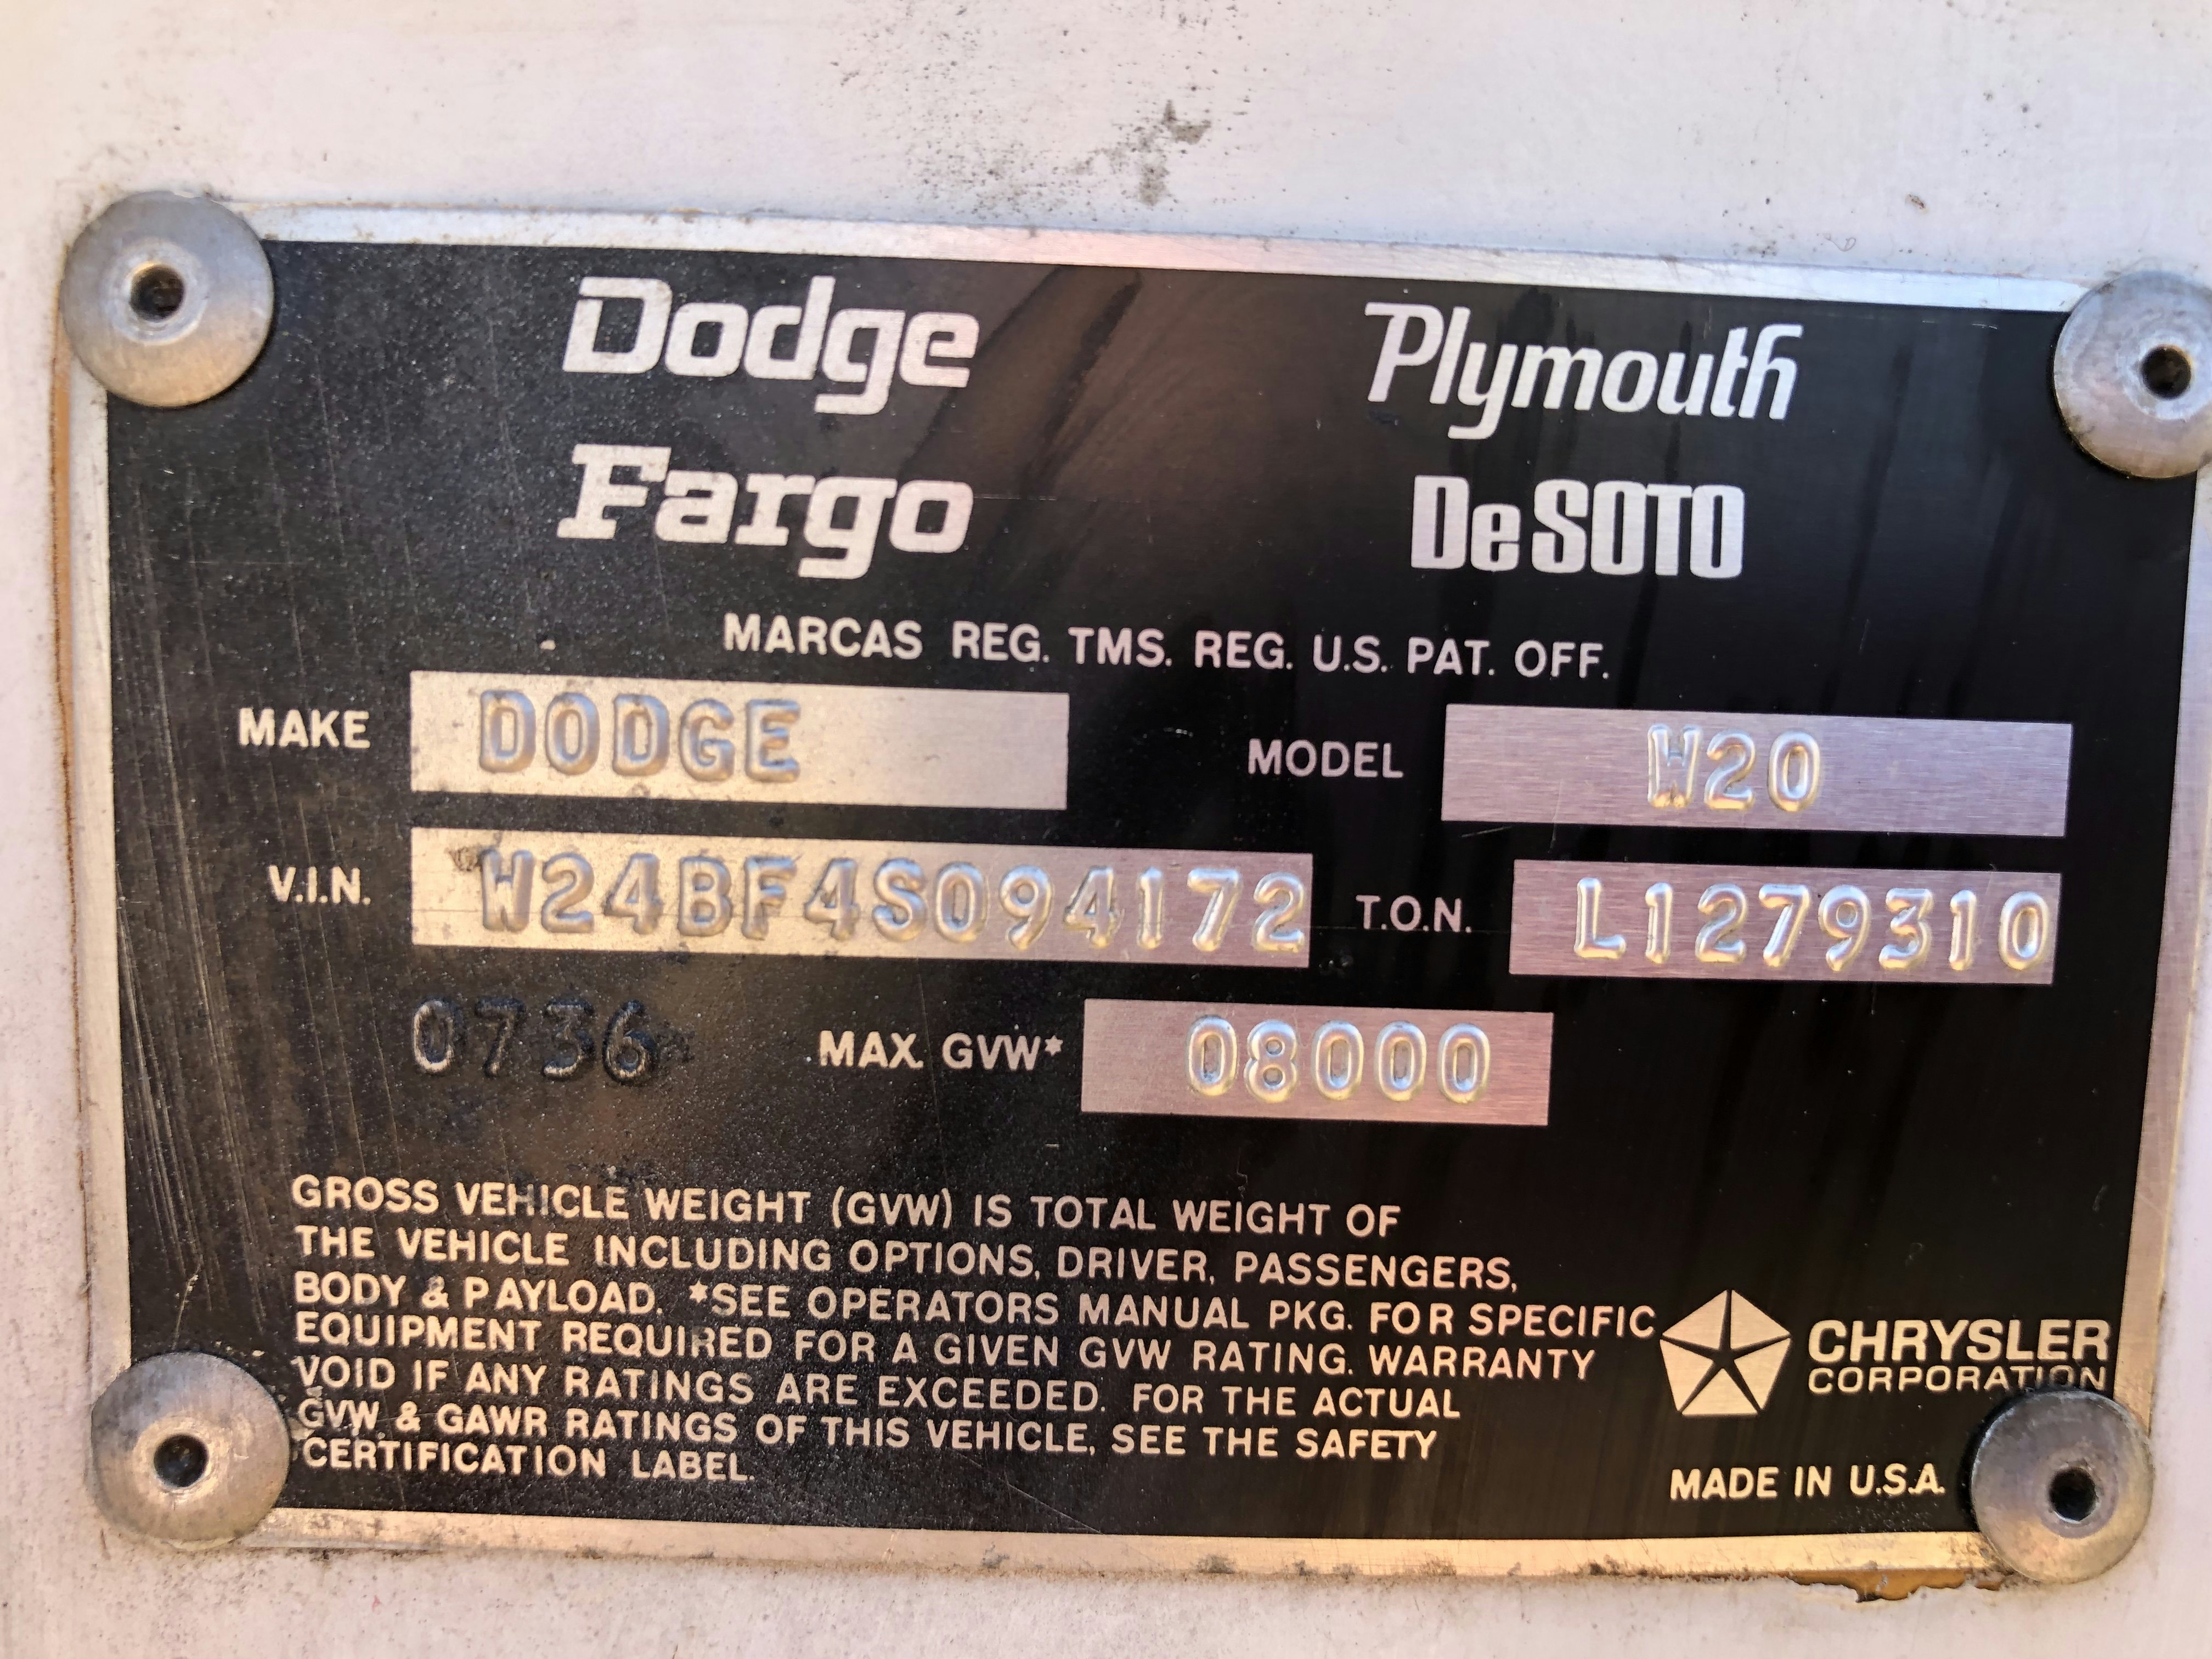 Dodge Plymouth
Fargo DeSOTO
MARCAS REG. TMS. REG. U.S. PAT. OFF.
MAKE DODGE MODEL W20
V.I.N. W24BF4S094172 T.O.N. L1279310
0736 MAX. GVW* 08000
GROSS VEHICLE WEIGHT (GVW) IS TOTAL WEIGHT OF
THE VEHICLE INCLUDING OPTIONS, DRIVER, PASSENGERS,
BODY & PAYLOAD. *SEE OPERATORS MANUAL PKG. FOR SPECIFIC
EQUIPMENT REQUIRED FOR A GIVEN GVW RATING. WARRANTY
VOID IF ANY RATINGS ARE EXCEEDED. FOR THE ACTUAL
GVW & GAWR RATINGS OF THIS VEHICLE, SEE THE SAFETY
CERTIFICATION LABEL.
CHRYSLER
CORPORATION
MADE IN U.S.A.